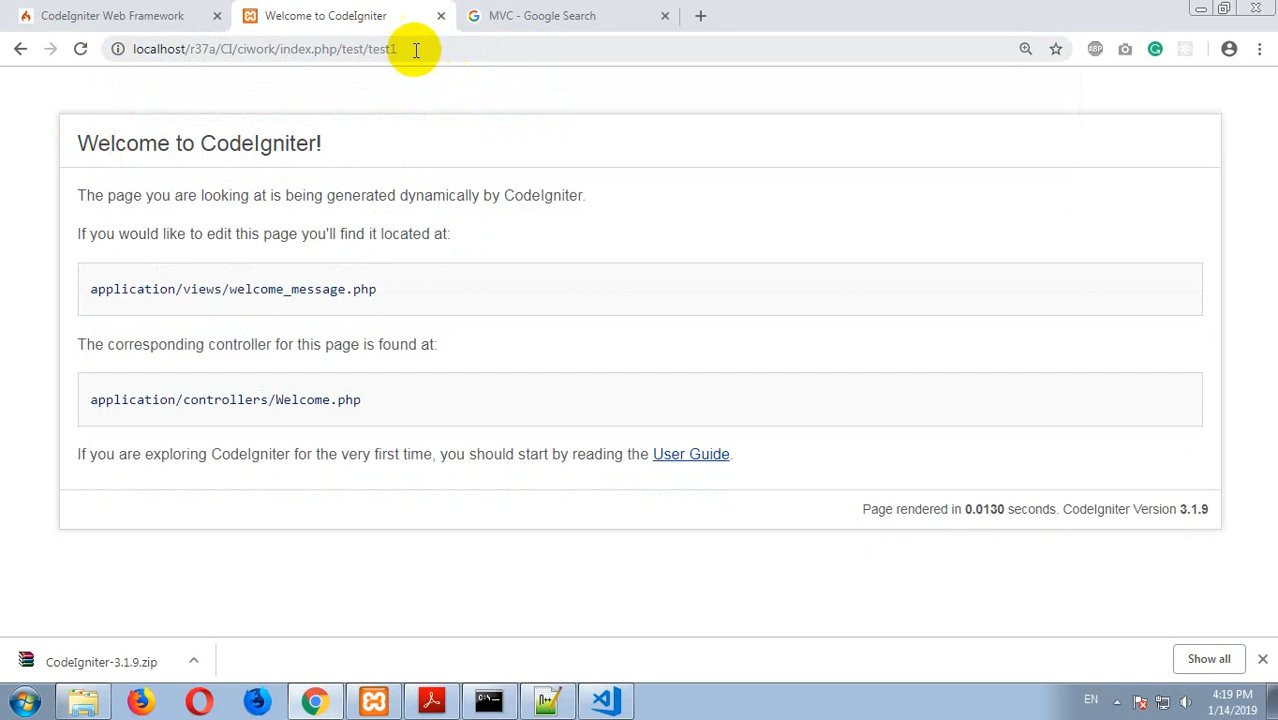 CodeIgniter Web Framework
Welcome to CodeIgniter
MVC - Google Search
localhost/r37a/CI/ciwork/index.php/test/test1
ABP
Welcome to CodeIgniter!
The page you are looking at is being generated dynamically by CodeIgniter.
If you would like to edit this page you'll find it located at:
application/views/welcome_message.php
The corresponding controller for this page is found at:
application/controllers/Welcome.php
If you are exploring CodeIgniter for the very first time, you should start by reading the User Guide.
Page rendered in 0.0130 seconds. CodeIgniter Version 3.1.9
CodeIgniter-3.1.9.zip
Show all
EN
4:19 PM
1/14/2019